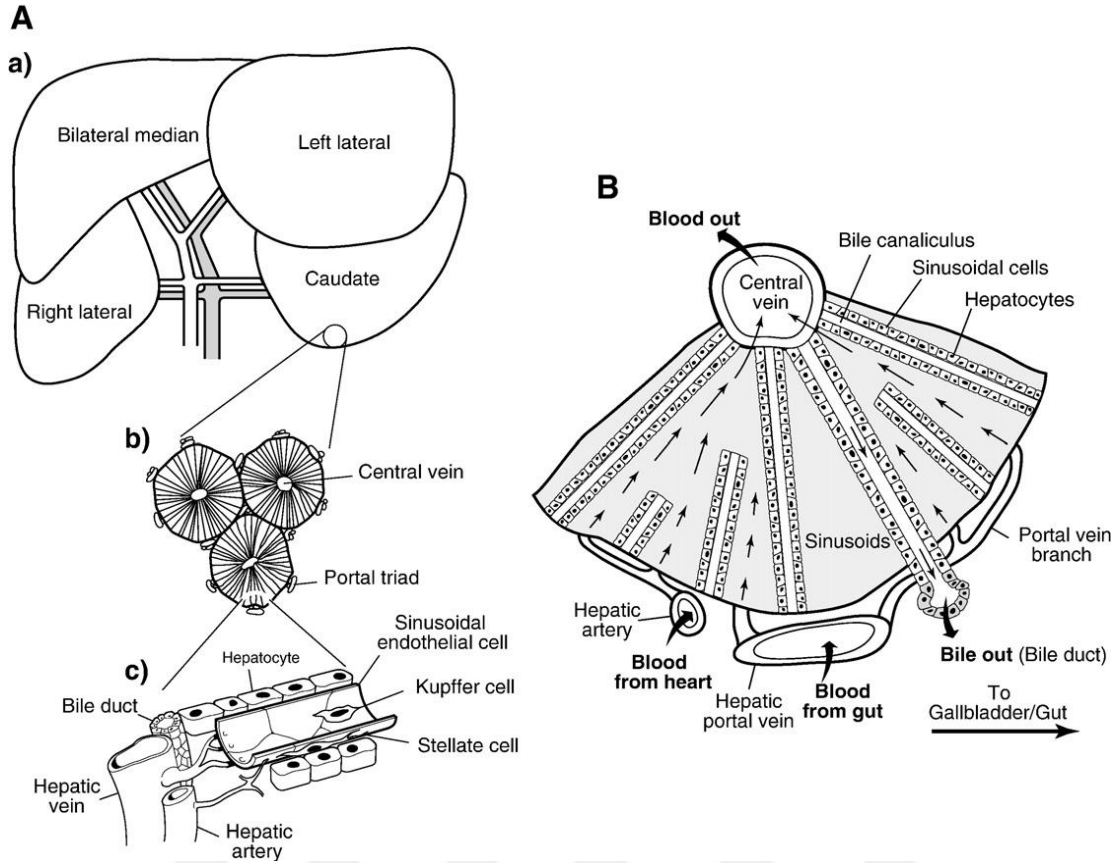 A
a)
Bilateral median
Left lateral
Right lateral
Caudate
b)
Central vein
Portal triad
c)
Hepatocyte
Sinusoidal
endothelial cell
Kupffer cell
Stellate cell
Bile duct
Hepatic
vein
Hepatic
artery
B
Blood out
Bile canaliculus
Sinusoidal cells
Hepatocytes
Central
vein
Sinusoids
Portal vein
branch
Hepatic
artery
Blood
from heart
Hepatic
portal vein
Blood
from gut
Bile out (Bile duct)
To
Gallbladder/Gut